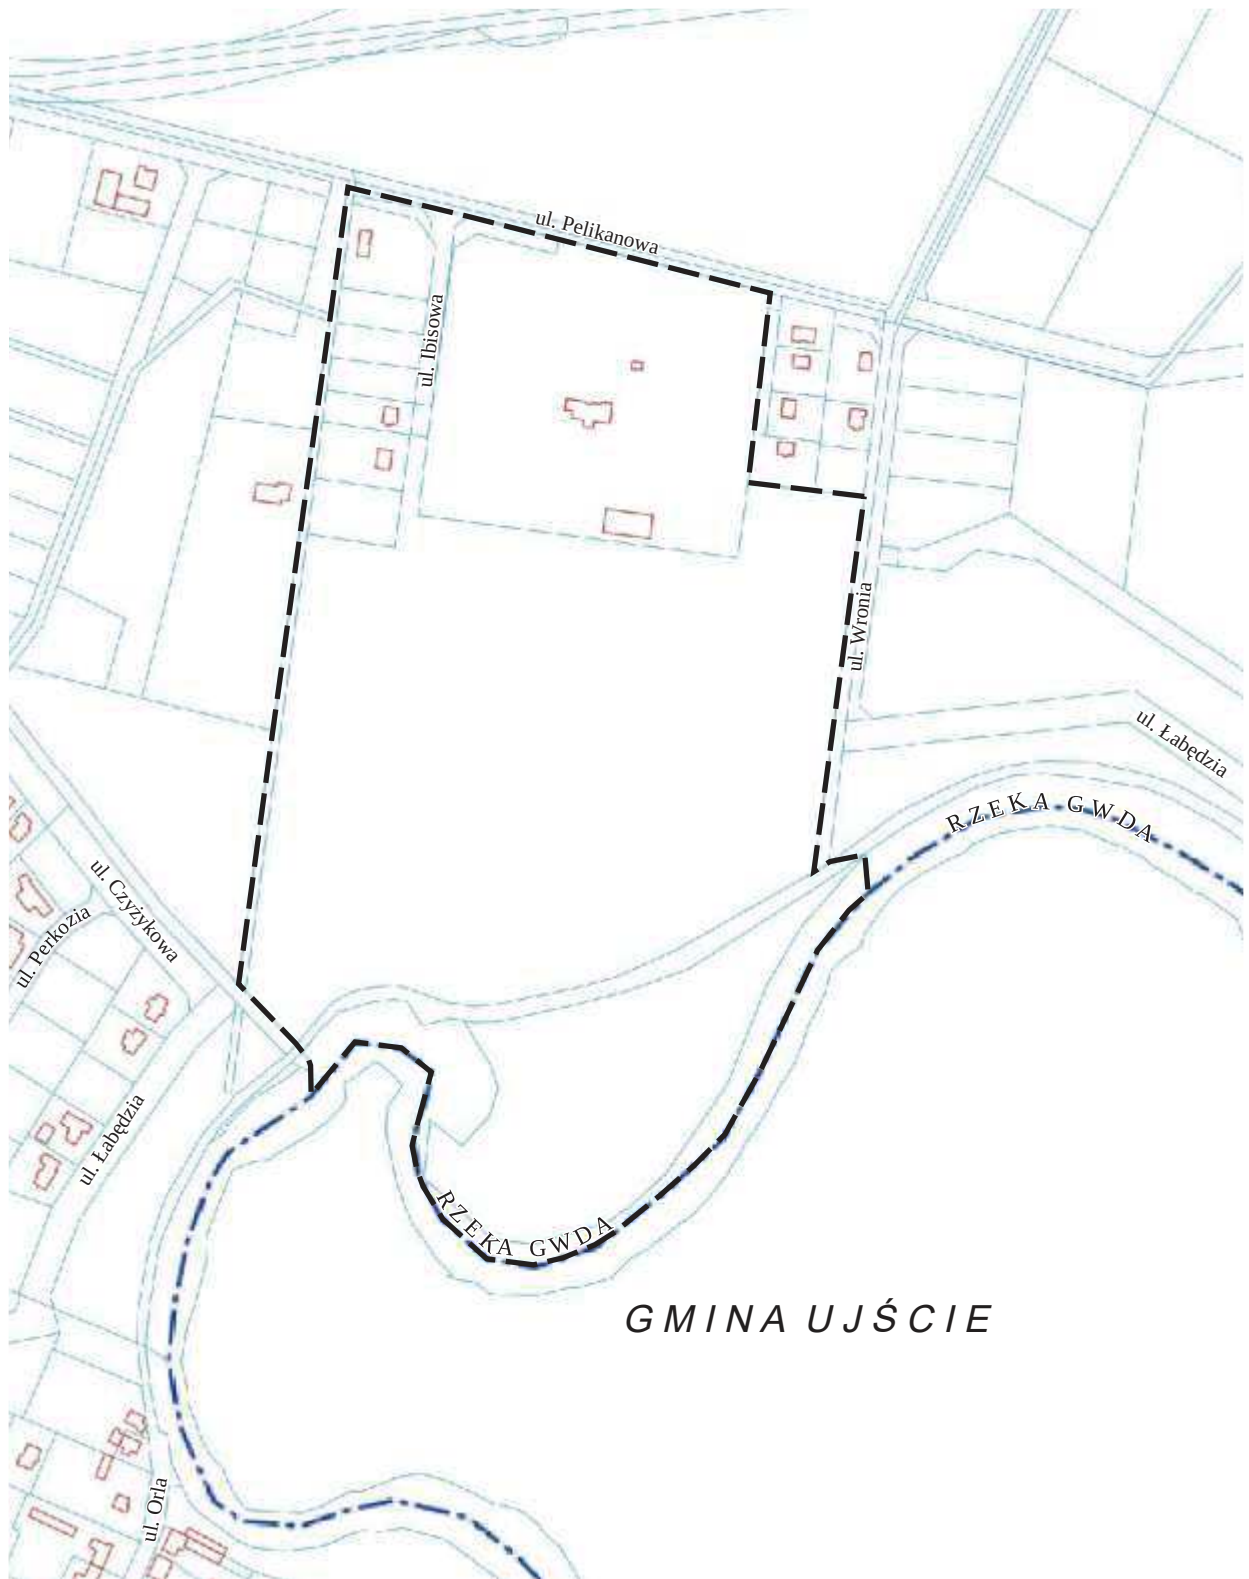 ul. Pelikanowa
ul. Ibisowa
ul. Wronia
ul. Łabędzia
RZEKA GWDA
ul. Czyżykowa
ul. Perkozia
ul. Łabędzia
RZEKA GWDA
GMINA UJŚCIE
ul. Orla